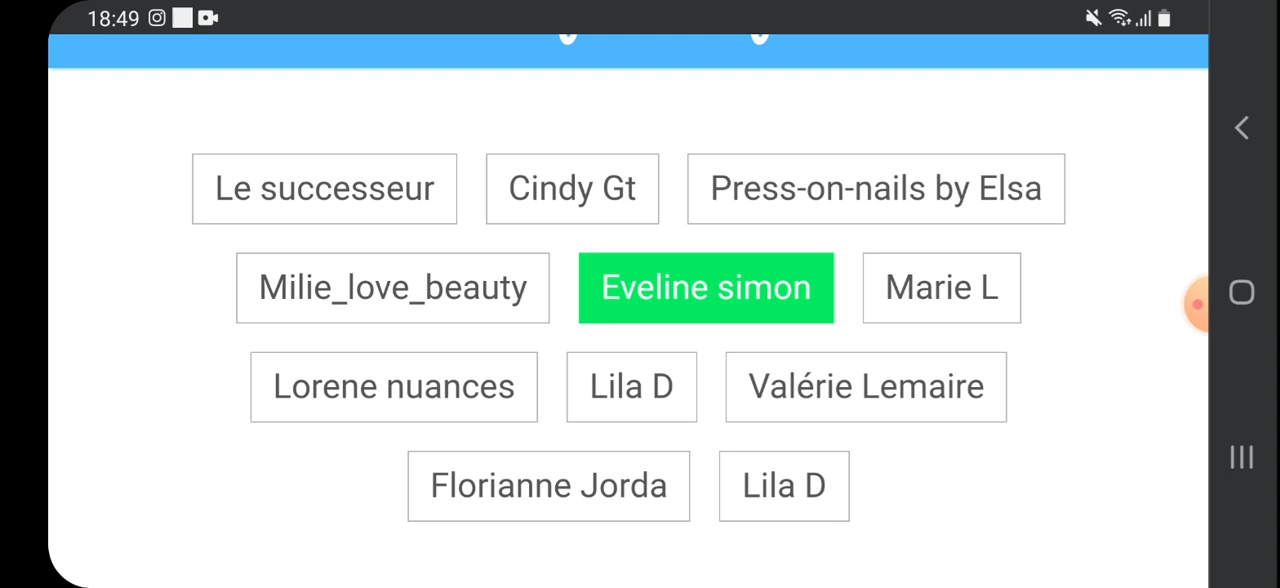 18:49
Le successeur Cindy Gt Press-on-nails by Elsa
Milie_love_beauty Eveline simon Marie L
Lorene nuances Lila D Valérie Lemaire
Florianne Jorda Lila D